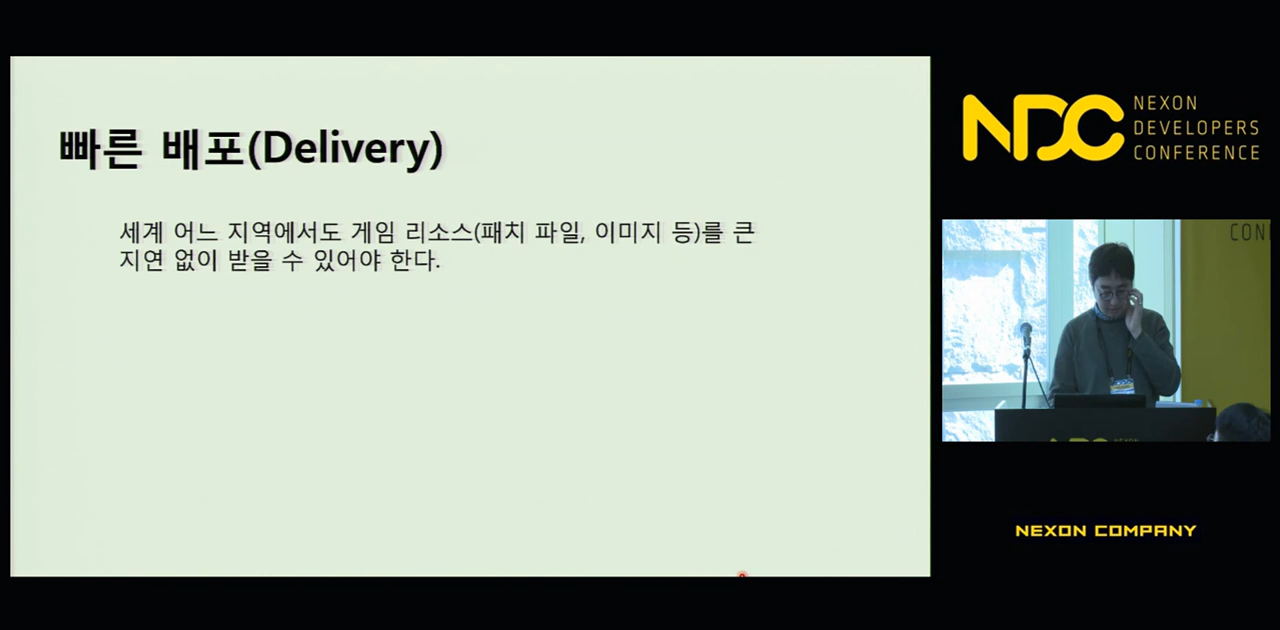 빠른 배포(Delivery)
세계 어느 지역에서도 게임 리소스(패치 파일, 이미지 등)를 큰
지연 없이 받을 수 있어야 한다.
NDC
NEXON
DEVELOPERS
CONFERENCE
CON
NEXON COMPANY